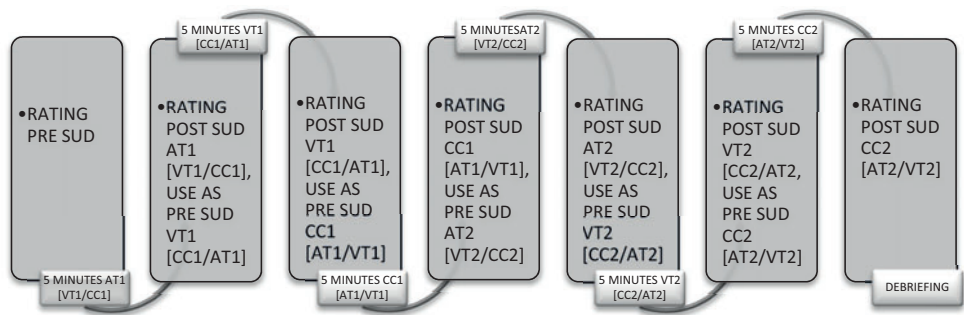 •RATING
PRE SUD
5 MINUTES AT1
[VT1/CC1]
5 MINUTES VT1
[CC1/AT1]
•RATING
POST SUD
AT1
[VT1/CC1],
USE AS
PRE SUD
VT1
[CC1/AT1]
•RATING
POST SUD
VT1
[CC1/AT1],
USE AS
PRE SUD
CC1
[AT1/VT1]
5 MINUTES CC1
[AT1/VT1]
5 MINUTESAT2
[VT2/CC2]
•RATING
POST SUD
CC1
[AT1/VT1],
USE AS
PRE SUD
AT2
[VT2/CC2]
•RATING
POST SUD
AT2
[VT2/CC2],
USE AS
PRE SUD
VT2
[CC2/AT2]
5 MINUTES VT2
[CC2/AT2]
5 MNUTES CC2
[AT2/VT2]
•RATING
POST SUD
VT2
[CC2/AT2,
USE AS
PRE SUD
CC2
[AT2/VT2]
•RATING
POST SUD
CC2
[AT2/VT2]
DEBRIEFING